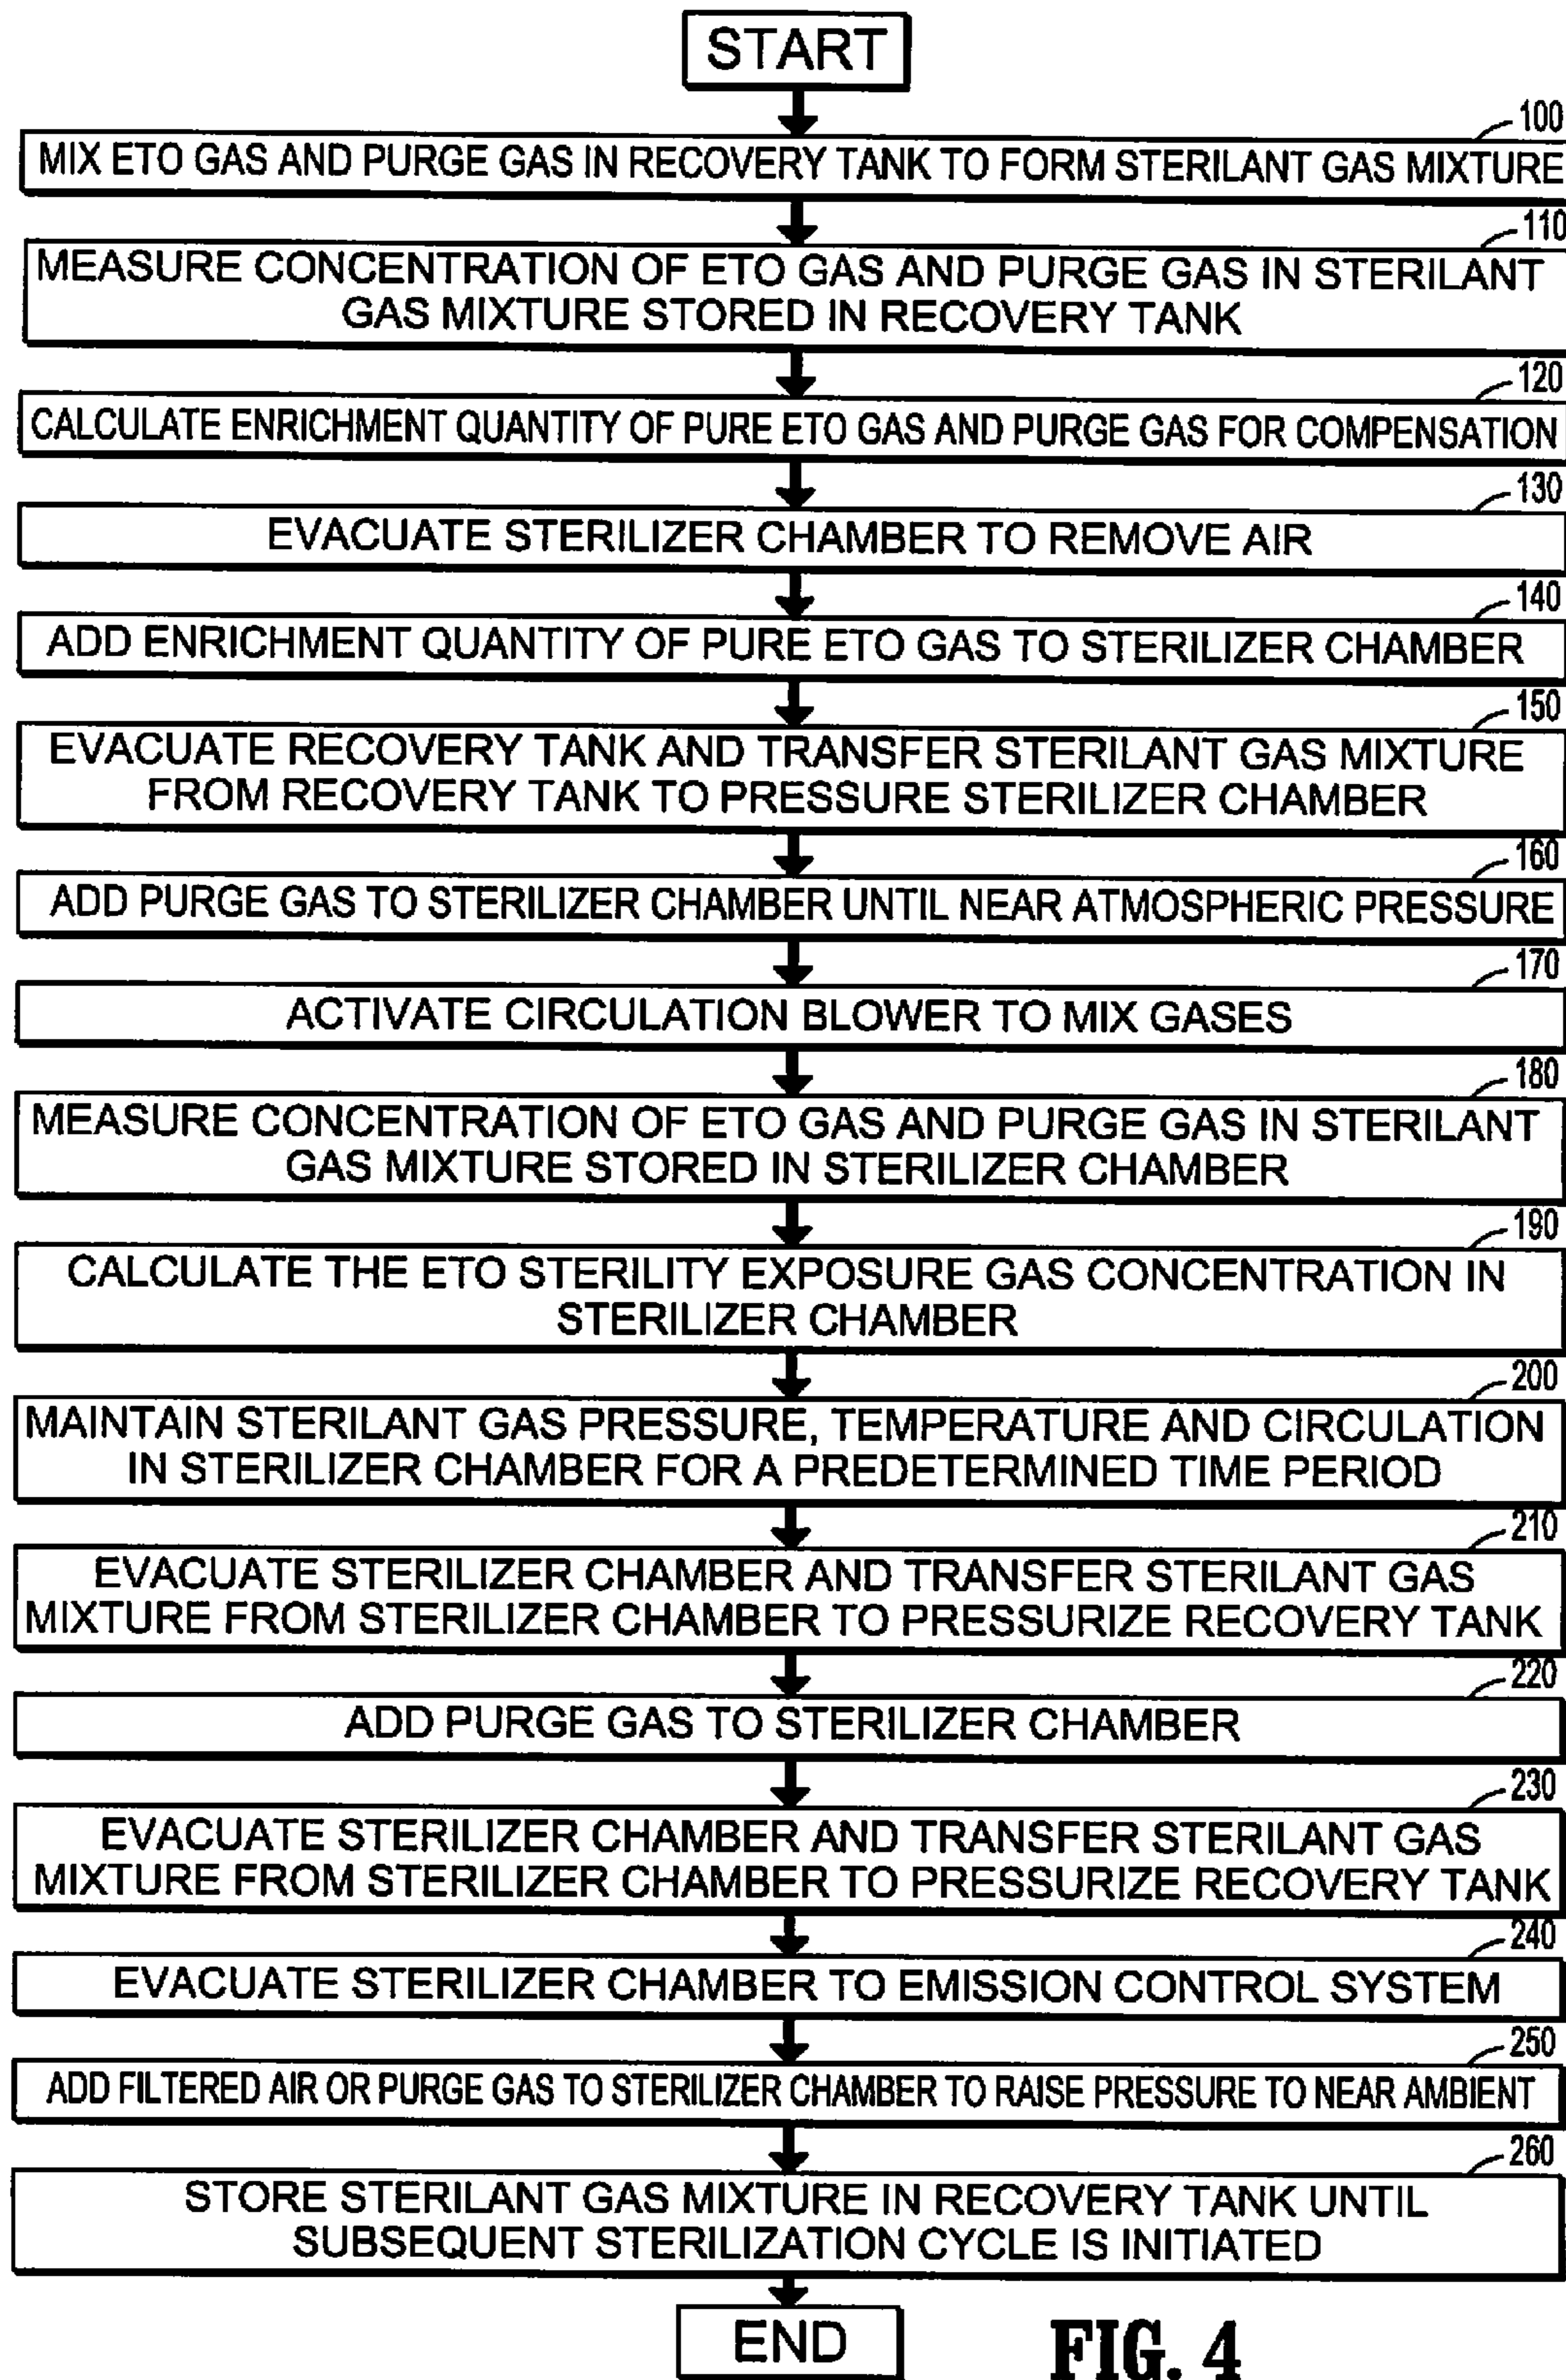 START
100
MIX ETO GAS AND PURGE GAS IN RECOVERY TANK TO FORM STERILANT GAS MIXTURE
110
MEASURE CONCENTRATION OF ETO GAS AND PURGE GAS IN STERILANT
GAS MIXTURE STORED IN RECOVERY TANK
120
CALCULATE ENRICHMENT QUANTITY OF PURE ETO GAS AND PURGE GAS FOR COMPENSATION
130
EVACUATE STERILIZER CHAMBER TO REMOVE AIR
140
ADD ENRICHMENT QUANTITY OF PURE ETO GAS TO STERILIZER CHAMBER
150
EVACUATE RECOVERY TANK AND TRANSFER STERILANT GAS MIXTURE
FROM RECOVERY TANK TO PRESSURE STERILIZER CHAMBER
160
ADD PURGE GAS TO STERILIZER CHAMBER UNTIL NEAR ATMOSPHERIC PRESSURE
170
ACTIVATE CIRCULATION BLOWER TO MIX GASES
180
MEASURE CONCENTRATION OF ETO GAS AND PURGE GAS IN STERILANT
GAS MIXTURE STORED IN STERILIZER CHAMBER
190
CALCULATE THE ETO STERILITY EXPOSURE GAS CONCENTRATION IN
STERILIZER CHAMBER
200
MAINTAIN STERILANT GAS PRESSURE, TEMPERATURE AND CIRCULATION
IN STERILIZER CHAMBER FOR A PREDETERMINED TIME PERIOD
210
EVACUATE STERILIZER CHAMBER AND TRANSFER STERILANT GAS
MIXTURE FROM STERILIZER CHAMBER TO PRESSURIZE RECOVERY TANK
220
ADD PURGE GAS TO STERILIZER CHAMBER
230
EVACUATE STERILIZER CHAMBER AND TRANSFER STERILANT GAS
MIXTURE FROM STERILIZER CHAMBER TO PRESSURIZE RECOVERY TANK
240
EVACUATE STERILIZER CHAMBER TO EMISSION CONTROL SYSTEM
250
ADD FILTERED AIR OR PURGE GAS TO STERILIZER CHAMBER TO RAISE PRESSURE TO NEAR AMBIENT
260
STORE STERILANT GAS MIXTURE IN RECOVERY TANK UNTIL
SUBSEQUENT STERILIZATION CYCLE IS INITIATED
END
FIG. 4